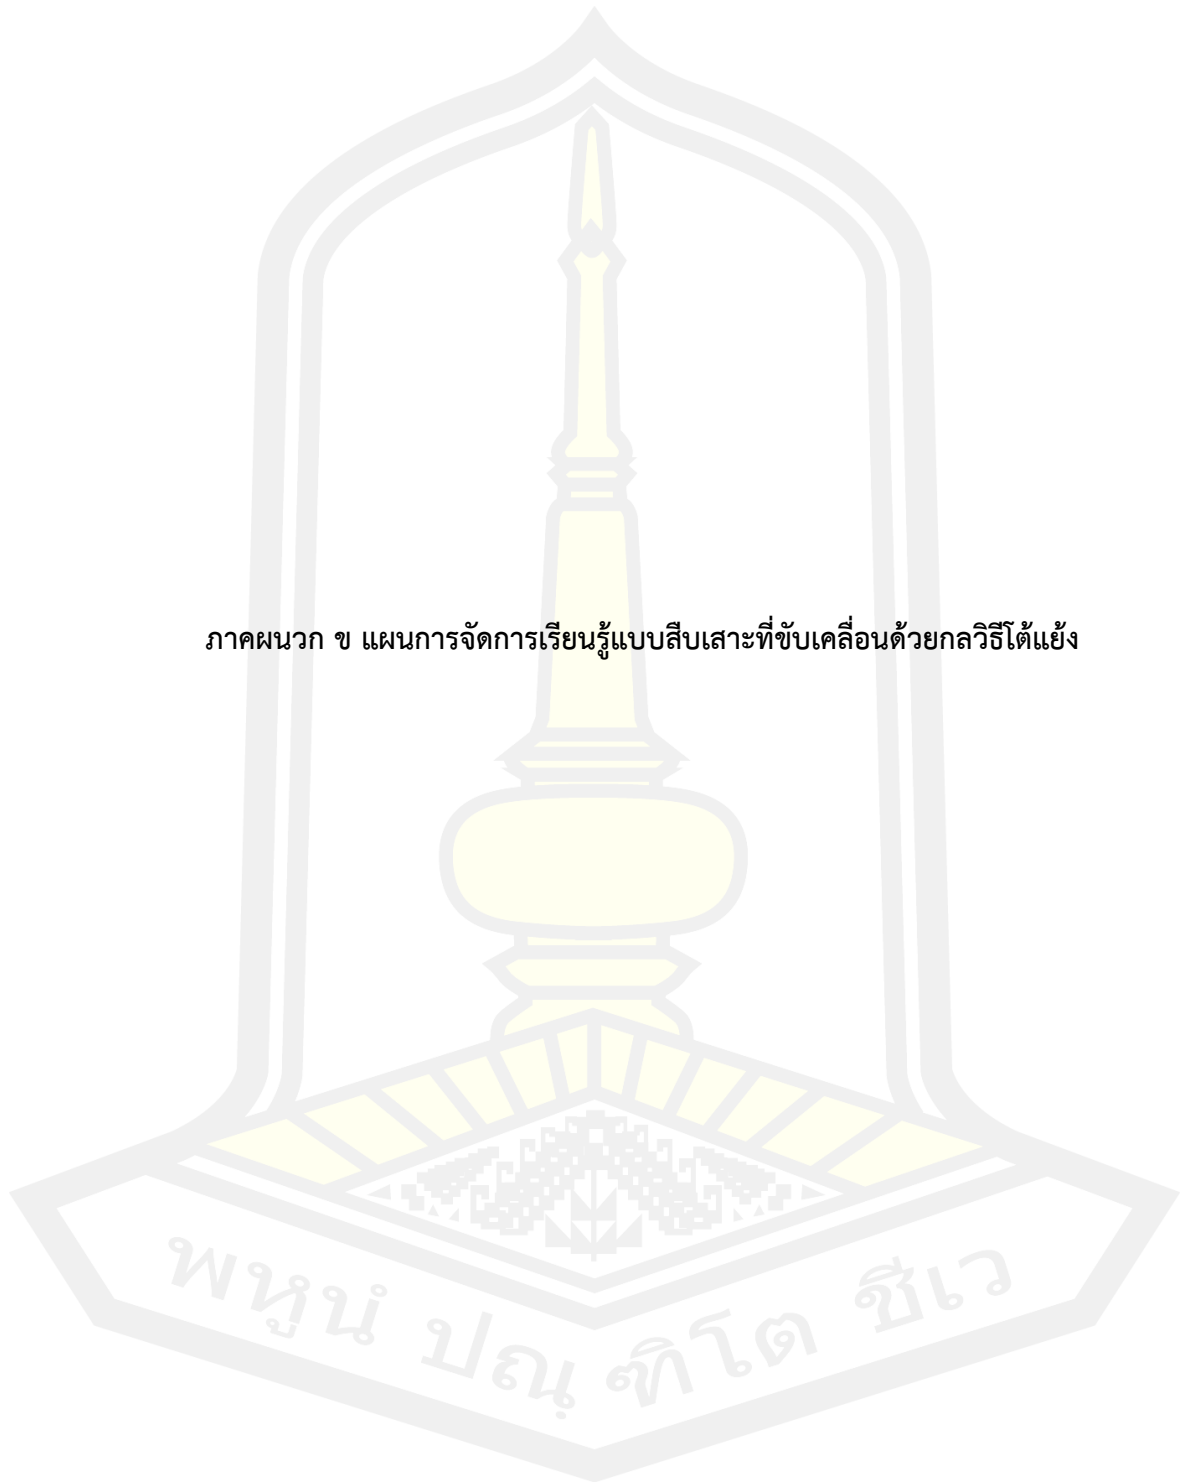 ภาคผนวก ข แผนการจัดการเรียนรู้แบบสืบเสาะที่ขับเคลื่อนด้วยกลวิธีโต้แย้ง
พหูนํ ปณฺฑิโต ชีเว